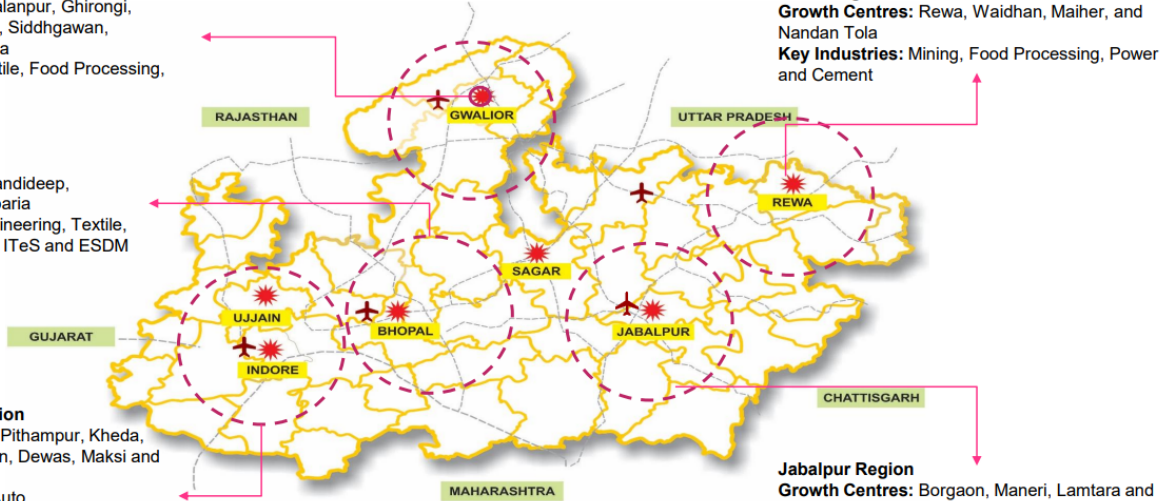 alanpur, Ghirongi,
, Siddhgawan,
a
tile, Food Processing,
Growth Centres: Rewa, Waidhan, Maiher, and
Nandan Tola
Key Industries: Mining, Food Processing, Power
and Cement
RAJASTHAN
GWALIOR
UTTAR PRADESH
andideep,
aria
ineering, Textile,
ITeS and ESDM
REWA
SAGAR
UJJAIN
BHOPAL
JABALPUR
GUJARAT
INDORE
CHATTISGARH
ion
Pithampur, Kheda,
n, Dewas, Maksi and
Auto
MAHARASHTRA
Jabalpur Region
Growth Centres: Borgaon, Maneri, Lamtara and